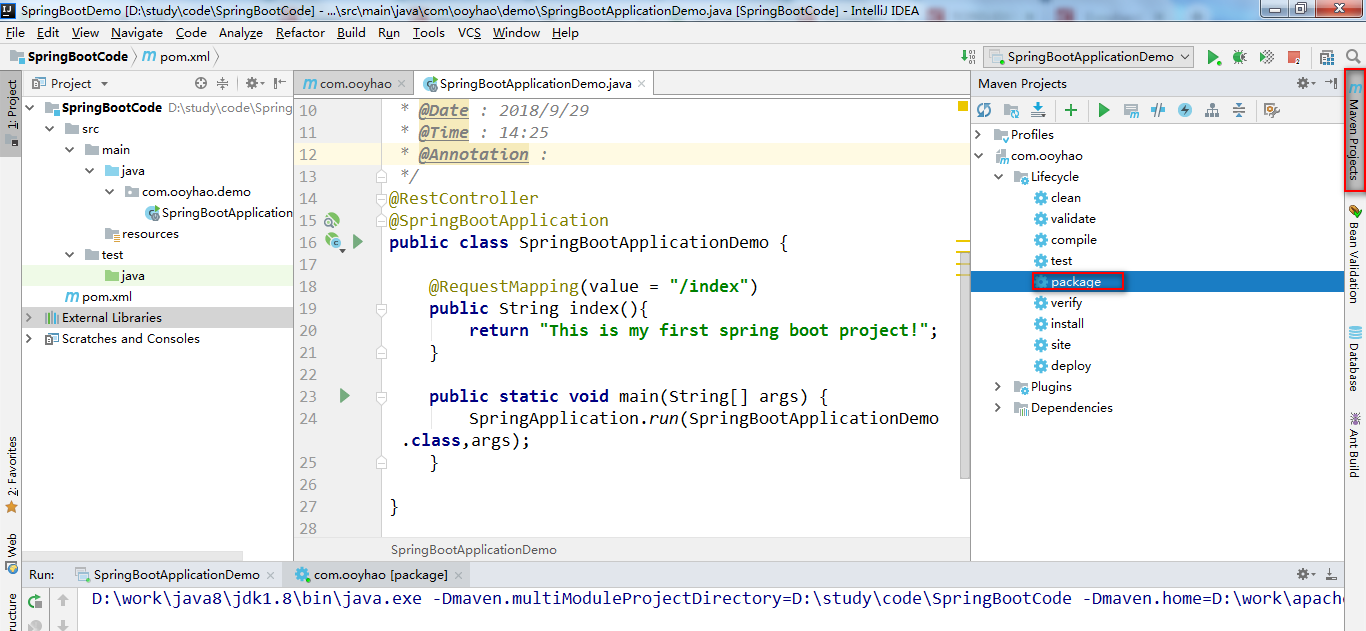 SpringBootDemo [D:\study\code\SpringBootCode] - ...\src\main\java\com\ooyhao\demo\SpringBootApplicationDemo.java [SpringBootCode] - IntelliJ IDEA
File Edit View Navigate Code Analyze Refactor Build Run Tools VCS Window Help
SpringBootCode pom.xml SpringBootApplicationDemo
1: Project
2: Favorites
Web
ructure
Project
SpringBootCode D:\study\code\Spring
src
main
java
com.ooyhao.demo
SpringBootApplication
resources
test
java
pom.xml
External Libraries
Scratches and Consoles
com.ooyhao SpringBootApplicationDemo.java
10 * @Date : 2018/9/29
11 * @Time : 14:25
12 * @Annotation :
13 */
14 @RestController
15 @SpringBootApplication
16 public class SpringBootApplicationDemo {
17
18 @RequestMapping(value = "/index")
19 public String index(){
20 return "This is my first spring boot project!";
21 }
22
23 public static void main(String[] args) {
24 SpringApplication.run(SpringBootApplicationDemo
.class,args);
25 }
26
27 }
28
SpringBootApplicationDemo
Maven Projects
Profiles
com.ooyhao
Lifecycle
clean
validate
compile
test
package
verify
install
site
deploy
Plugins
Dependencies
Maven Projects
Bean Validation
Database
Ant Build
Run: SpringBootApplicationDemo com.ooyhao [package]
D:\work\java8\jdk1.8\bin\java.exe -Dmaven.multiModuleProjectDirectory=D:\study\code\SpringBootCode -Dmaven.home=D:\work\apach